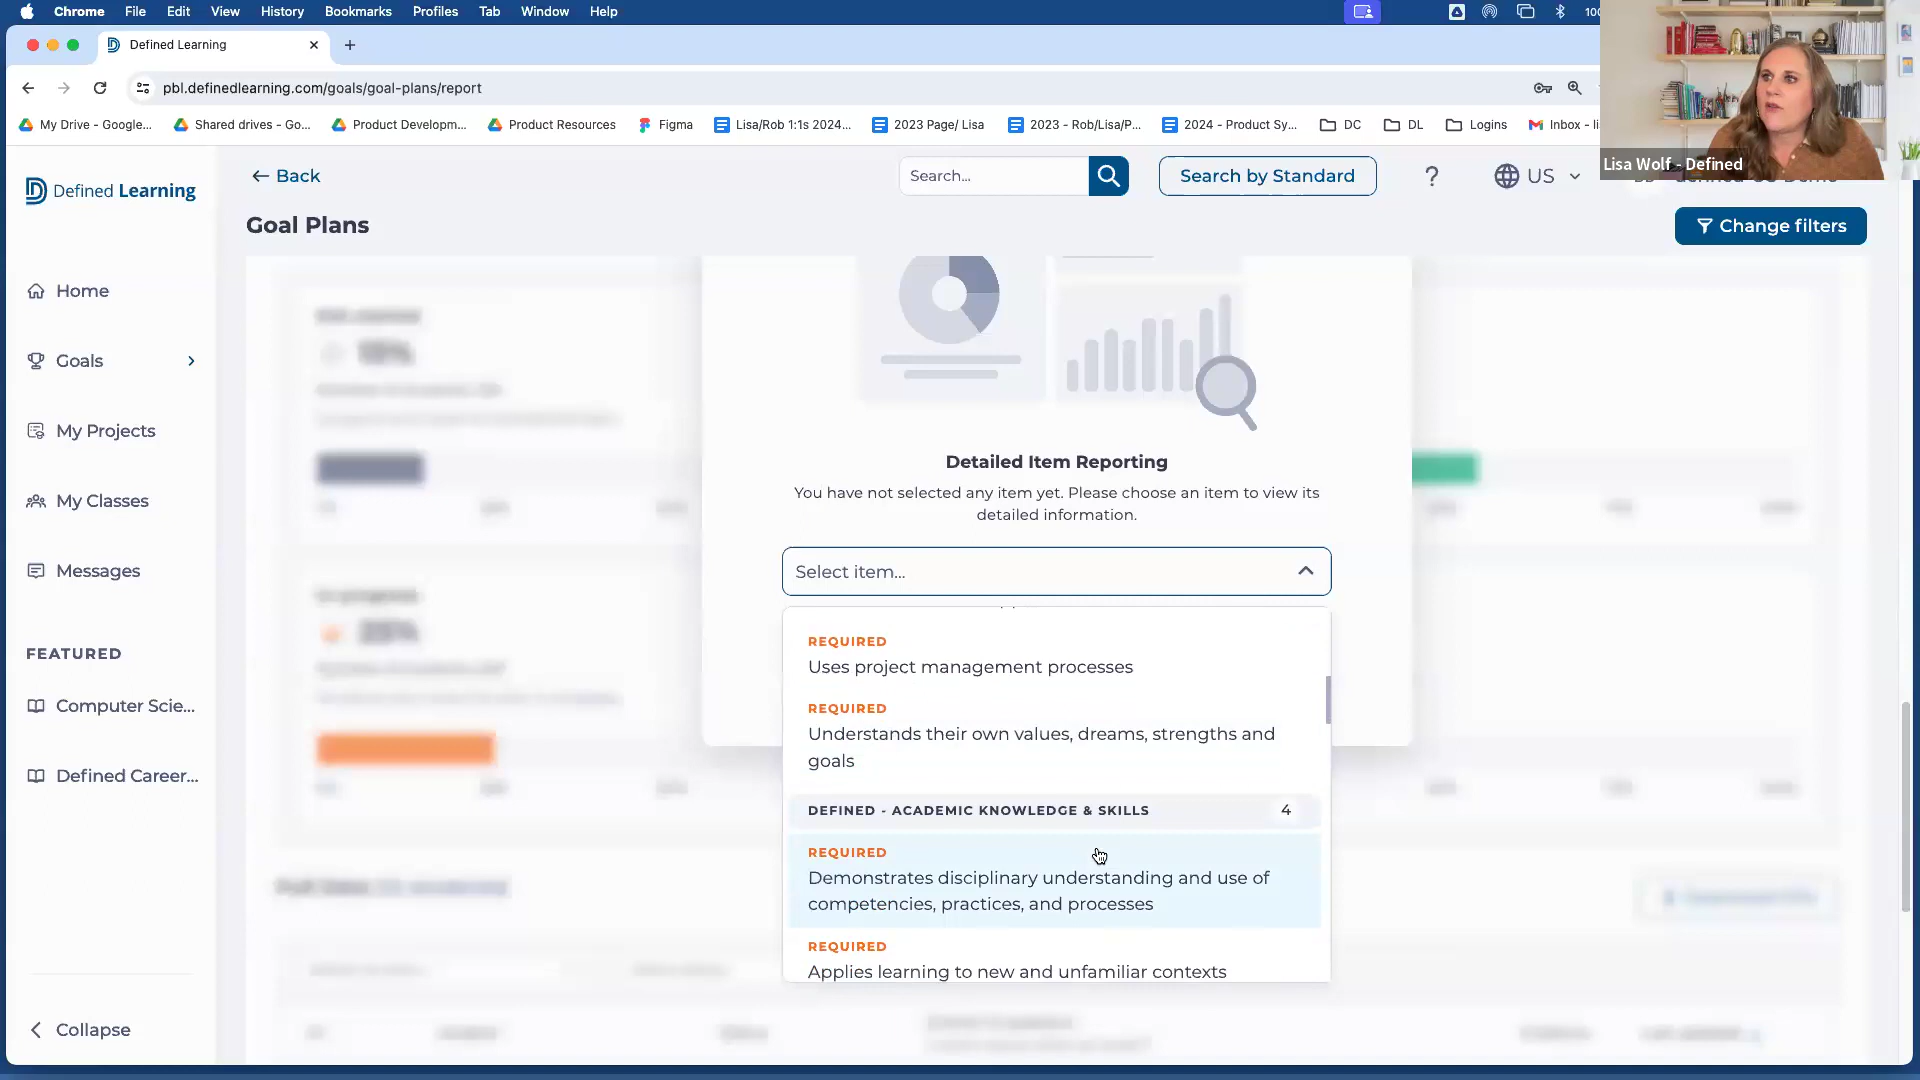 Chrome File Edit View History Bookmarks Profiles Tab Window Help
Defined Learning
pbl.definedlearning.com/goals/goal-plans/report
My Drive - Google... Shared drives - Go... Product Developm... Product Resources Figma Lisa/Rob 1:1s 2024... 2023 Page/ Lisa 2023 - Rob/Lisa/P... 2024 - Product Sy... DC DL Logins Inbox - li
Lisa Wolf - Defined
Defined Learning
Back
Search...
Search by Standard
?
US
Goal Plans
Change filters
Home
Goals
My Projects
My Classes
Messages
FEATURED
Computer Scie...
Defined Career...
Collapse
Detailed Item Reporting
You have not selected any item yet. Please choose an item to view its
detailed information.
Select item...
REQUIRED
Uses project management processes
REQUIRED
Understands their own values, dreams, strengths and
goals
DEFINED - ACADEMIC KNOWLEDGE & SKILLS 4
REQUIRED
Demonstrates disciplinary understanding and use of
competencies, practices, and processes
REQUIRED
Applies learning to new and unfamiliar contexts